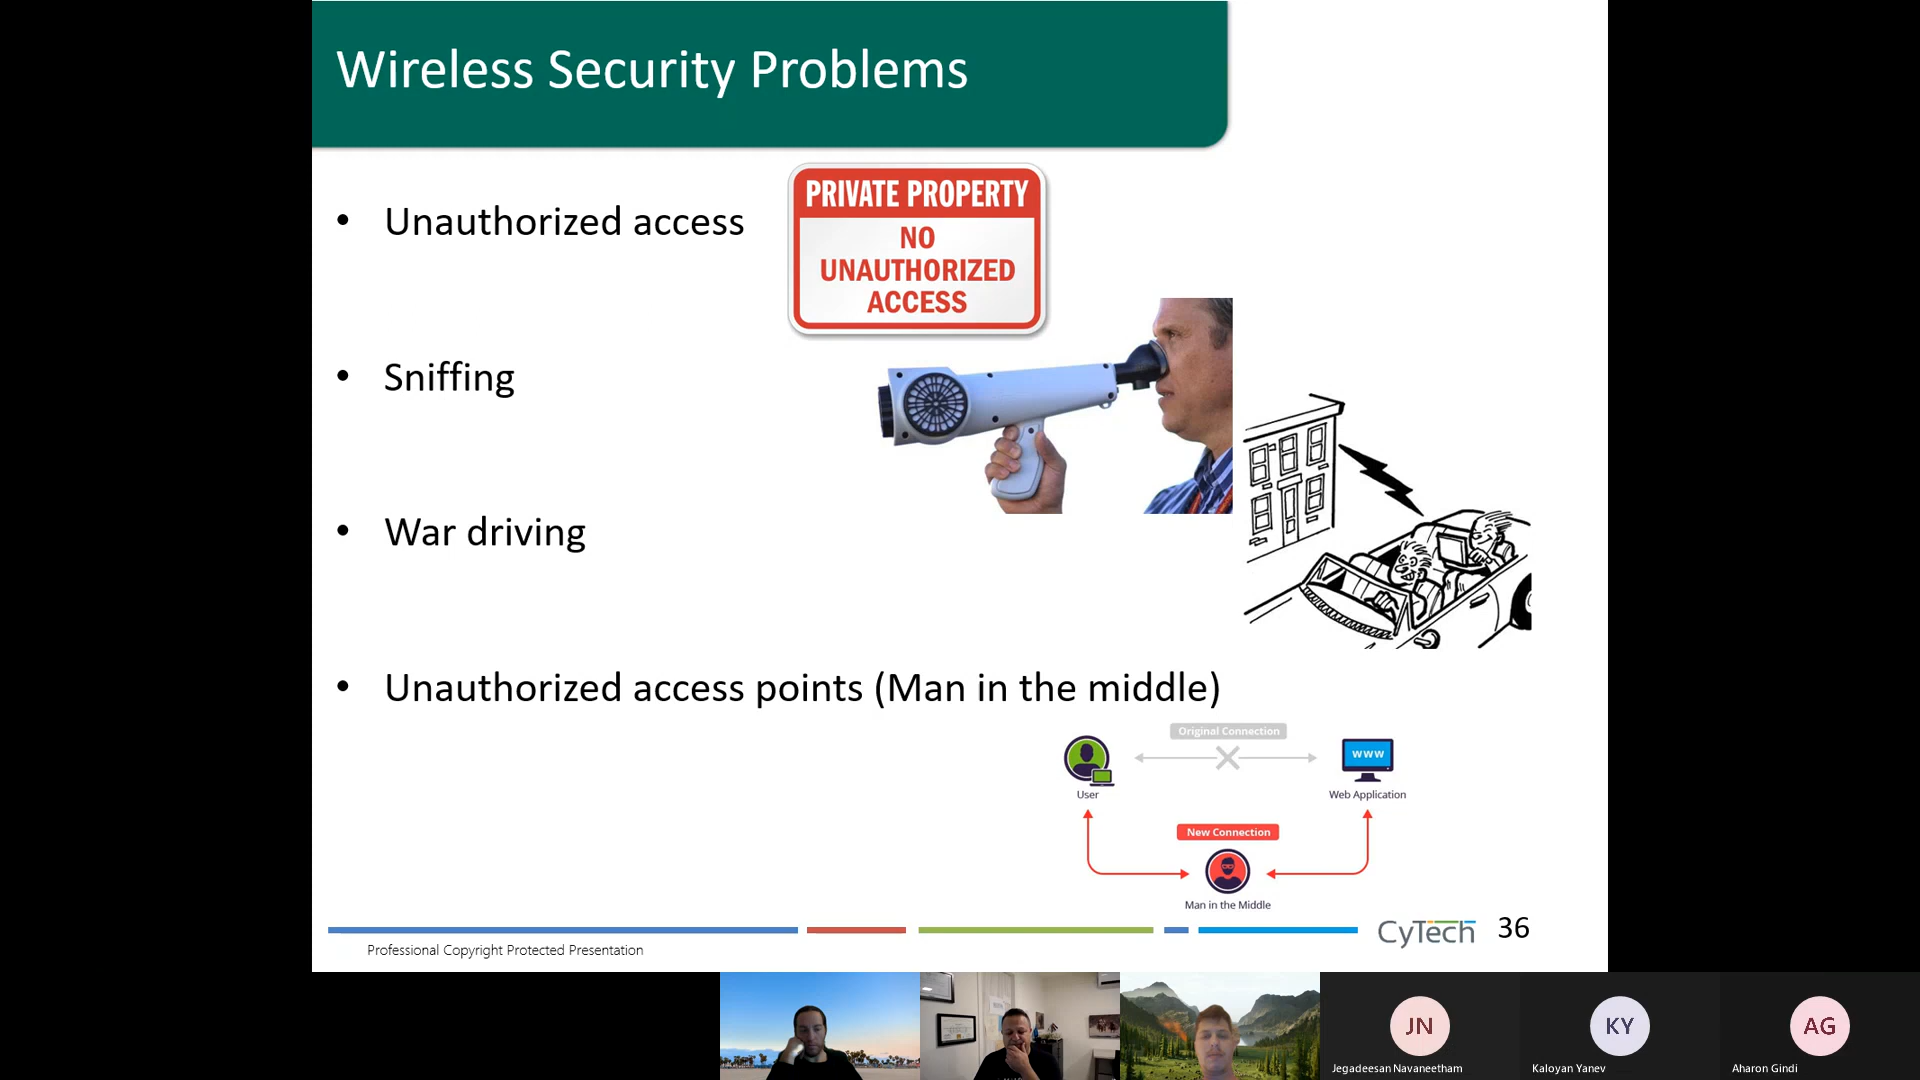 Wireless Security Problems
• Unauthorized access
PRIVATE PROPERTY
NO
UNAUTHORIZED
ACCESS
• Sniffing
• War driving
• Unauthorized access points (Man in the middle)
Original Connection
www
User
Web Application
New Connection
Man in the Middle
CyTech
36
Professional Copyright Protected Presentation
JN
KY
AG
Jegadeesan Navaneetham
Kaloyan Yanev
Aharon Gindi